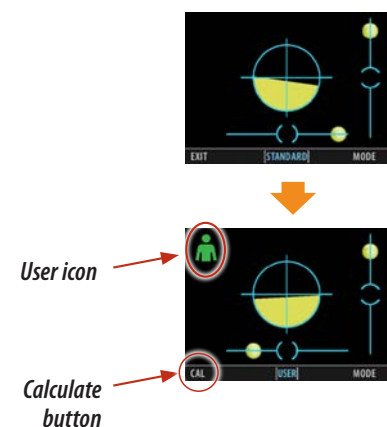 EXIT [STANDARD] MODE
User icon
CAL [USER] MODE
Calculate
button